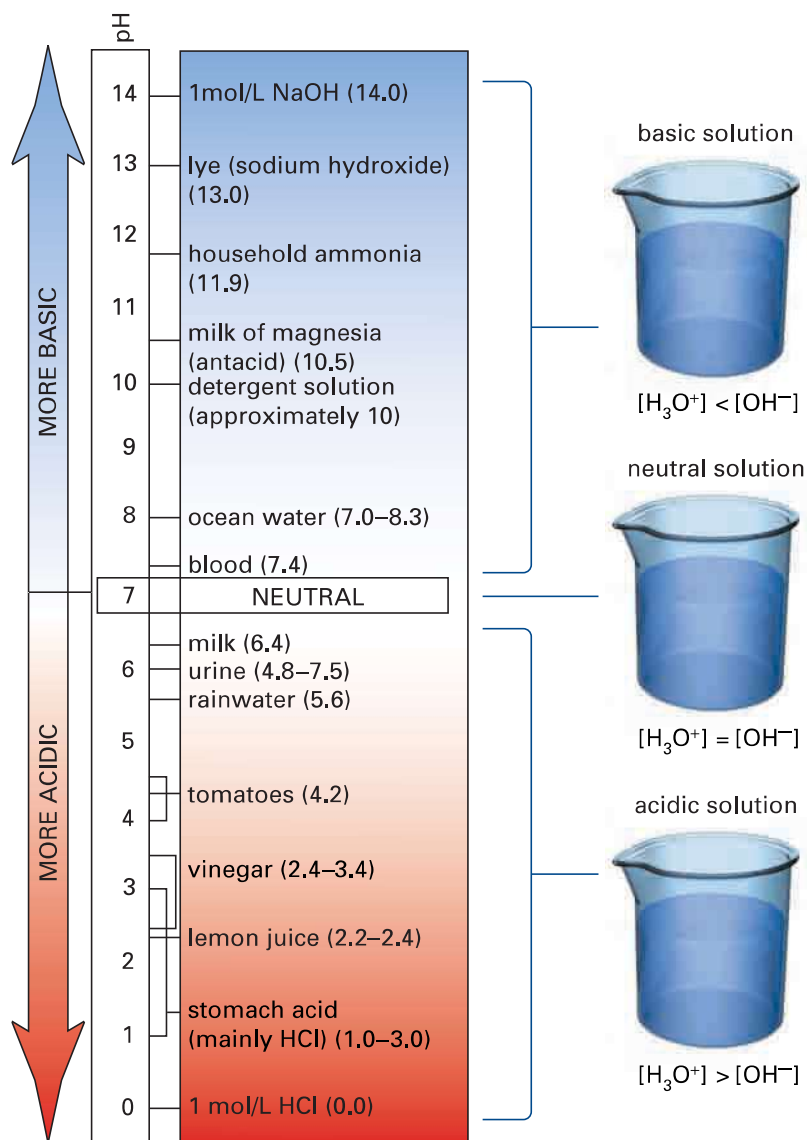 pH
14
13
12
11
10
9
8
7
6
5
4
3
2
1
0
MORE BASIC
MORE ACIDIC
1mol/L NaOH (14.0)
lye (sodium hydroxide)
(13.0)
household ammonia
(11.9)
milk of magnesia
(antacid) (10.5)
detergent solution
(approximately 10)
ocean water (7.0–8.3)
blood (7.4)
NEUTRAL
milk (6.4)
urine (4.8–7.5)
rainwater (5.6)
tomatoes (4.2)
vinegar (2.4–3.4)
lemon juice (2.2–2.4)
stomach acid
(mainly HCl) (1.0–3.0)
1 mol/L HCl (0.0)
basic solution
[H₃O⁺] < [OH⁻]
neutral solution
[H₃O⁺] = [OH⁻]
acidic solution
[H₃O⁺] > [OH⁻]